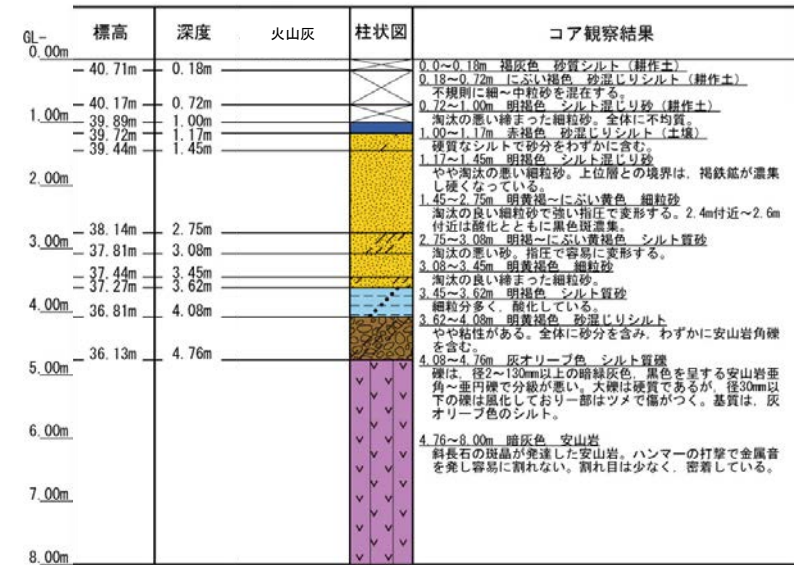 標高 深度 火山灰 柱状図 コア観察結果
GL-
0.00m
1.00m
2.00m
3.00m
4.00m
5.00m
6.00m
7.00m
8.00m
40.71m 0.18m
40.17m 0.72m
39.89m 1.00m
39.72m 1.17m
39.44m 1.45m
38.14m 2.75m
37.81m 3.08m
37.44m 3.45m
37.27m 3.62m
36.81m 4.08m
36.13m 4.76m
0.0～0.18m 褐灰色 砂質シルト（耕作土）
0.18～0.72m にぶい褐色 砂混じりシルト（耕作土）
不規則に細～中粒砂を混在する。
0.72～1.00m 明褐色 シルト混じり砂（耕作土）
淘汰の悪い締まった細粒砂。全体に不均質。
1.00～1.17m 赤褐色 砂混じりシルト（土壌）
硬質なシルトで砂分をわずかに含む。
1.17～1.45m 明褐色 シルト混じり砂
やや淘汰の悪い細粒砂。上位層との境界は，褐鉄鉱が濃集
し硬くなっている。
1.45～2.75m 明黄褐～にぶい黄色 細粒砂
淘汰の良い細粒砂で強い指圧で変形する。2.4m付近～2.6m
付近は酸化とともに黒色斑濃集。
2.75～3.08m 明褐～にぶい黄褐色 シルト質砂
淘汰の悪い砂。指圧で容易に変形する。
3.08～3.45m 明黄褐色 細粒砂
淘汰の良い締まった細粒砂。
3.45～3.62m 明褐色 シルト質砂
細粒分多く，酸化している。
3.62～4.08m 明黄褐色 砂混じりシルト
やや粘性がある。全体に砂分を含み，わずかに安山岩角礫
を含む。
4.08～4.76m 灰オリーブ色 シルト質礫
礫は，径2～130mm以上の暗緑灰色，黒色を呈する安山岩亜
角～亜円礫で分級が悪い。大礫は硬質であるが，径30mm以
下の礫は風化しており一部はツメで傷がつく。基質は，灰
オリーブ色のシルト。
4.76～8.00m 暗灰色 安山岩
斜長石の斑晶が発達した安山岩。ハンマーの打撃で金属音
を発し容易に割れない。割れ目は少なく，密着している。